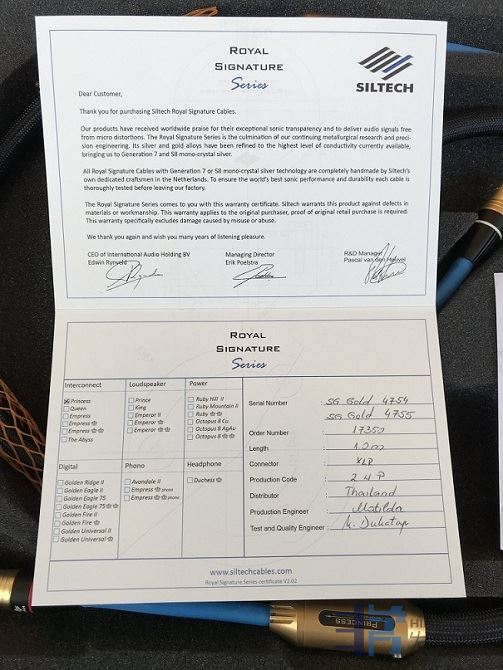 ROYAL
SIGNATURE
Series
SILTECH
Dear Customer,
Thank you for purchasing Siltech Royal Signature Cables.
Our products have received worldwide praise for their exceptional sonic transparency and to deliver audio signals free
from micro distortions. The Royal Signature Series is the culmination of our continuing metallurgical research and preci-
sion engineering. Its silver and gold alloys have been refined to the highest level of conductivity currently available,
bringing us to Generation 7 and S8 mono-crystal silver.
All Royal Signature Cables with Generation 7 or S8 mono-crystal silver technology are completely handmade by Siltech's
own dedicated craftsmen in the Netherlands. To ensure the world's best sonic performance and durability each cable is
thoroughly tested before leaving our factory.
The Royal Signature Series comes to you with this warranty certificate. Siltech warrants this product against defects in
materials or workmanship. This warranty applies to the original purchaser, proof of original retail purchase is required.
This warranty specifically excludes damage caused by misuse or abuse.
We thank you again and wish you many years of listening pleasure.
CEO of International Audio Holding BV
Edwin Rynveld
Managing Director
Erik Poelstra
R&D Manager
Pascal van den Heuvel
ROYAL
SIGNATURE
Series
Interconnect
Princess
Queen
Empress
Empress
Empress
The Abyss
Loudspeaker
Prince
King
Emperor II
Emperor
Emperor
Power
Ruby Hill II
Ruby Mountain II
Ruby
Octopus 8 Cu
Octopus 8 AgAu
Octopus 8
Digital
Golden Ridge II
Golden Eagle II
Golden Eagle 75
Golden Eagle 75
Golden Fire II
Golden Fire
Golden Universal II
Golden Universal
Phono
Avondale II
Empress phono
Empress phono
Headphone
Duchess
Serial Number : SG Gold 4754
SG Gold 4755
Order Number : 17350
Length : 1.0m
Connector : XLR
Production Code : 24P
Distributor : Thailand
Production Engineer : Matilda
Test and Quality Engineer :
www.siltechcables.com
Royal Signature Series certificate V2.02
PRINCESS